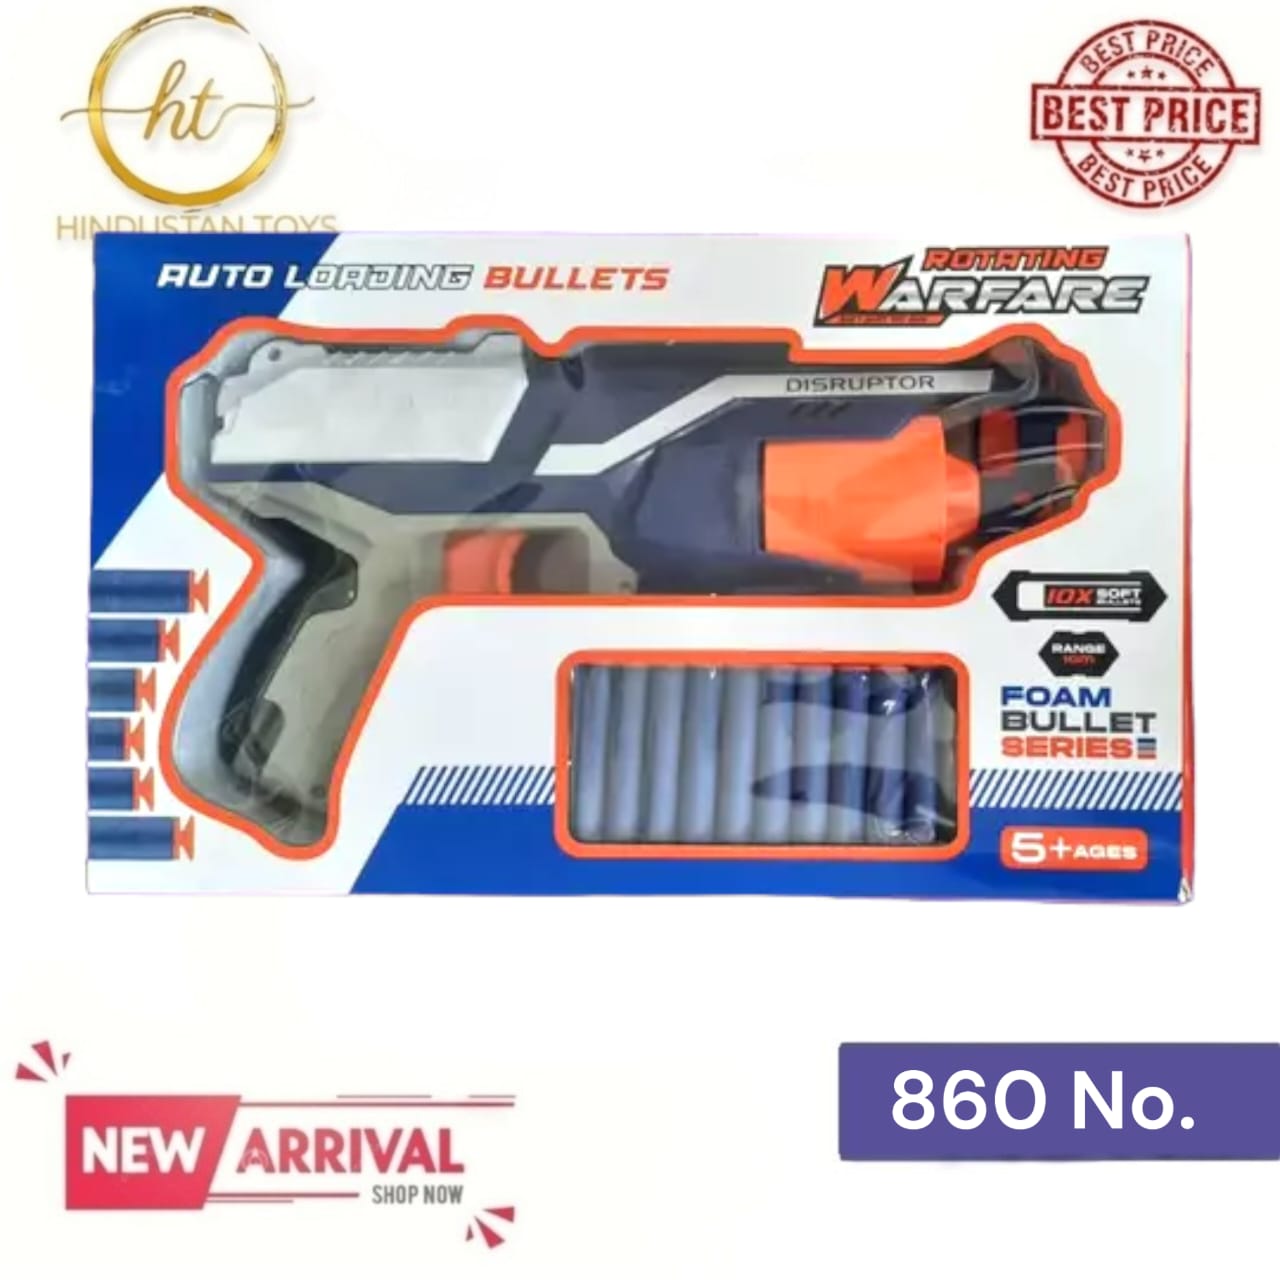 ht
HINDUSTAN TOYS
BEST PRICE
BEST PRICE
BEST PRICE
AUTO LOADING BULLETS
ROTATING
WARFARE
DISRUPTOR
10X SOFT
BULLETS
RANGE
10m
FOAM
BULLET
SERIES
5+AGES
NEW ARRIVAL
SHOP NOW
860 No.